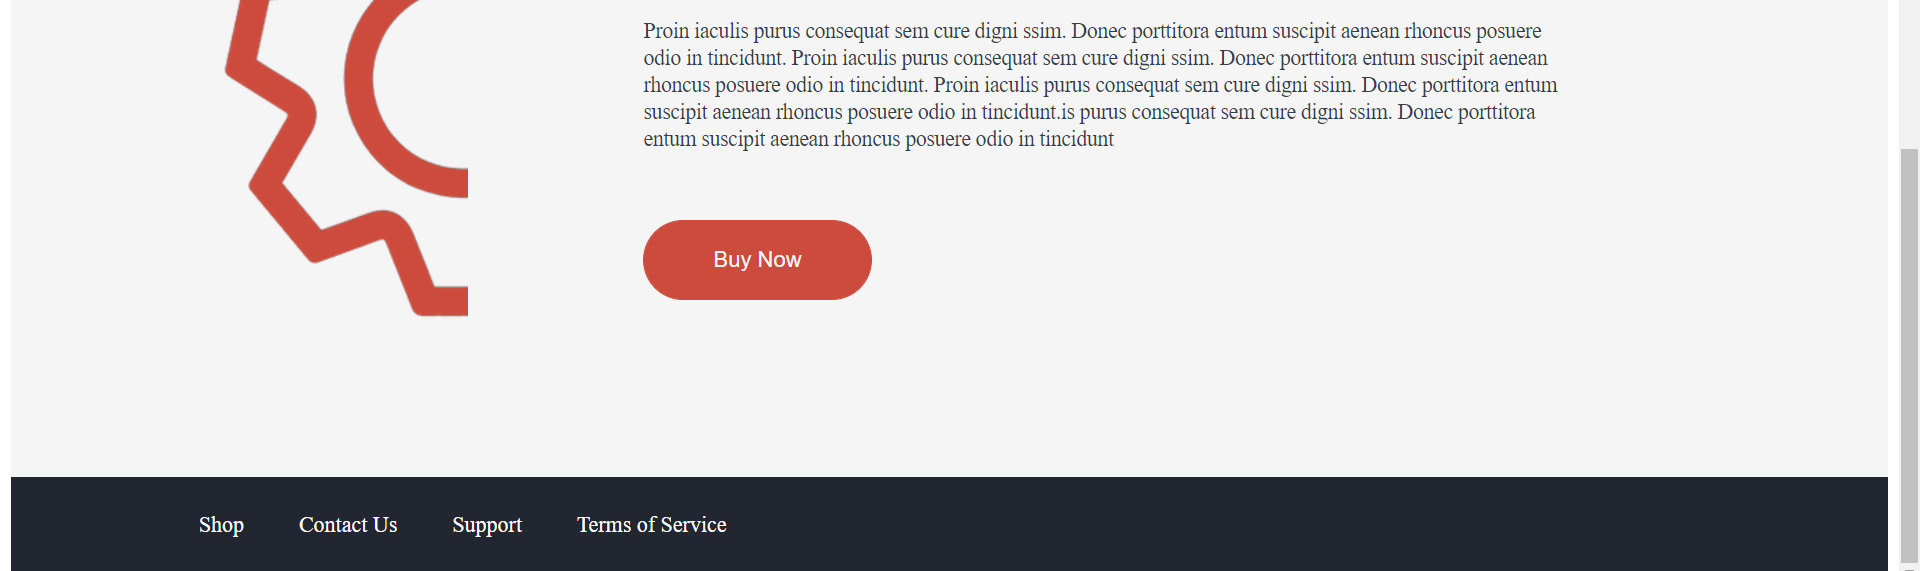 Proin iaculis purus consequat sem cure digni ssim. Donec porttitora entum suscipit aenean rhoncus posuere
odio in tincidunt. Proin iaculis purus consequat sem cure digni ssim. Donec porttitora entum suscipit aenean
rhoncus posuere odio in tincidunt. Proin iaculis purus consequat sem cure digni ssim. Donec porttitora entum
suscipit aenean rhoncus posuere odio in tincidunt.is purus consequat sem cure digni ssim. Donec porttitora
entum suscipit aenean rhoncus posuere odio in tincidunt
Buy Now
Shop Contact Us Support Terms of Service